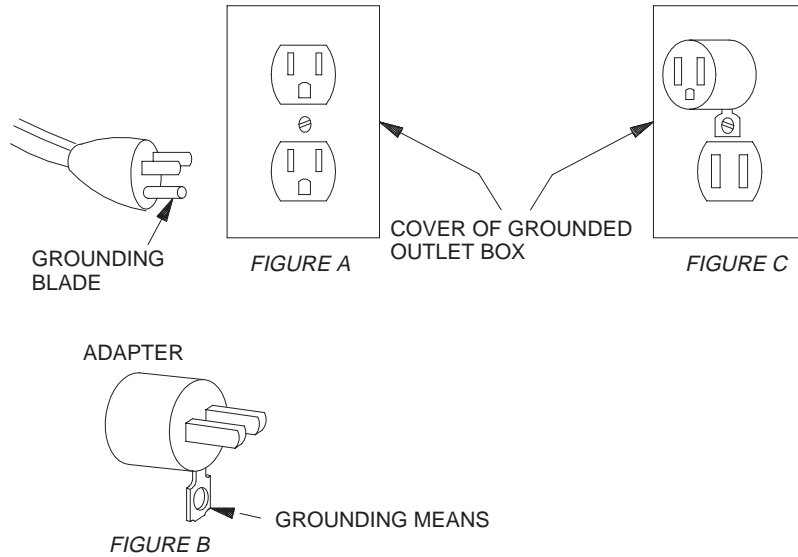 GROUNDING
BLADE
FIGURE A
COVER OF GROUNDED
OUTLET BOX
FIGURE C
ADAPTER
GROUNDING MEANS
FIGURE B